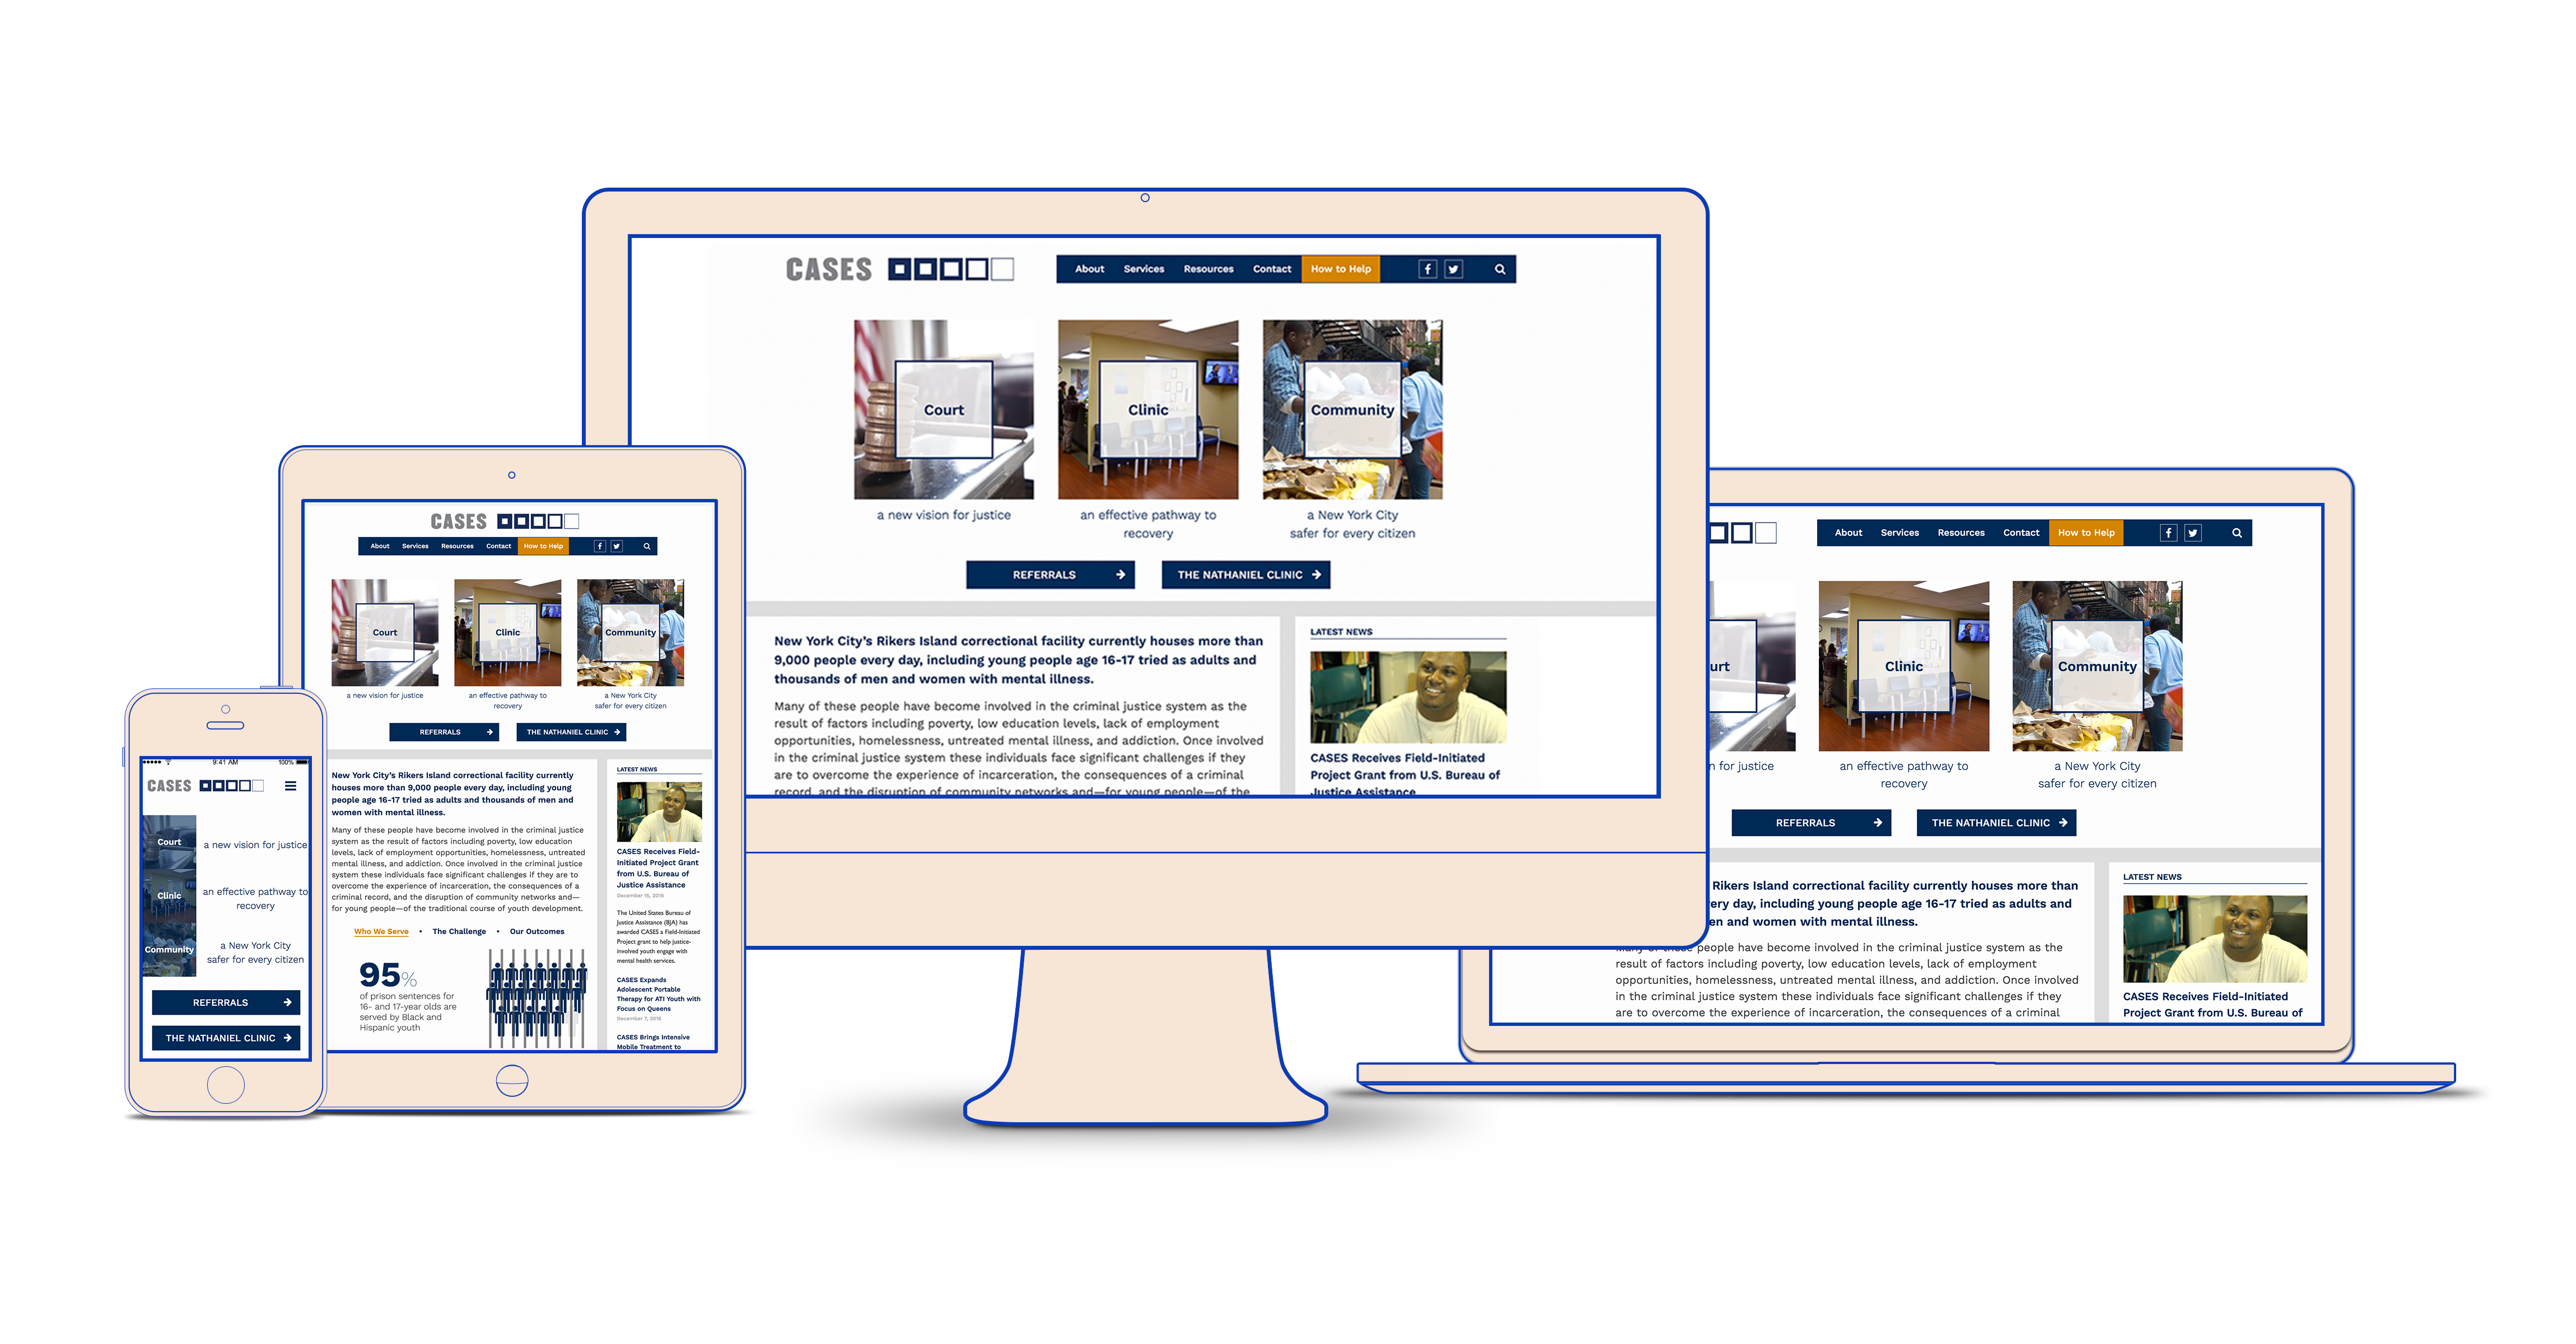 CASES
About Services Resources Contact How to Help
Court
Clinic
Community
a new vision for justice
an effective pathway to
recovery
a New York City
safer for every citizen
REFERRALS
THE NATHANIEL CLINIC
New York City's Rikers Island correctional facility currently houses more than
9,000 people every day, including young people age 16-17 tried as adults and
thousands of men and women with mental illness.
Many of these people have become involved in the criminal justice system as the
result of factors including poverty, low education levels, lack of employment
opportunities, homelessness, untreated mental illness, and addiction. Once involved
in the criminal justice system these individuals face significant challenges if they
are to overcome the experience of incarceration, the consequences of a criminal
record, and the disruption of community networks and—for young people—of the
LATEST NEWS
CASES Receives Field-Initiated
Project Grant from U.S. Bureau of
Justice Assistance
CASES
About Services Resources Contact How to Help
Court
Clinic
Community
a new vision for justice
an effective pathway to
recovery
a New York City
safer for every citizen
REFERRALS
THE NATHANIEL CLINIC
New York City's Rikers Island correctional facility currently
houses more than 9,000 people every day, including young
people age 16-17 tried as adults and thousands of men and
women with mental illness.
Many of these people have become involved in the criminal justice
system as the result of factors including poverty, low education
levels, lack of employment opportunities, homelessness, untreated
mental illness, and addiction. Once involved in the criminal justice
system these individuals face significant challenges if they are to
overcome the experience of incarceration, the consequences of a
criminal record, and the disruption of community networks and—
for young people—of the traditional course of youth development.
Who We Serve • The Challenge • Our Outcomes
95%
of prison sentences for
16- and 17-year olds are
served by Black and
Hispanic youth
LATEST NEWS
CASES Receives Field-
Initiated Project Grant
from U.S. Bureau of
Justice Assistance
December 15, 2016
The United States Bureau of
Justice Assistance (BJA) has
awarded CASES a Field-Initiated
Project grant to help justice-
involved youth engage with
mental health services.
CASES Expands
Adolescent Portable
Therapy for ATI Youth with
Focus on Queens
December 7, 2016
CASES Brings Intensive
Mobile Treatment to
9:41 AM 100%
CASES
Court
a new vision for justice
Clinic
an effective pathway to
recovery
Community
a New York City
safer for every citizen
REFERRALS
THE NATHANIEL CLINIC
About Services Resources Contact How to Help
urt
Clinic
Community
n for justice
an effective pathway to
recovery
a New York City
safer for every citizen
REFERRALS
THE NATHANIEL CLINIC
Rikers Island correctional facility currently houses more than
ery day, including young people age 16-17 tried as adults and
en and women with mental illness.
Many of these people have become involved in the criminal justice system as the
result of factors including poverty, low education levels, lack of employment
opportunities, homelessness, untreated mental illness, and addiction. Once involved
in the criminal justice system these individuals face significant challenges if they
are to overcome the experience of incarceration, the consequences of a criminal
LATEST NEWS
CASES Receives Field-Initiated
Project Grant from U.S. Bureau of